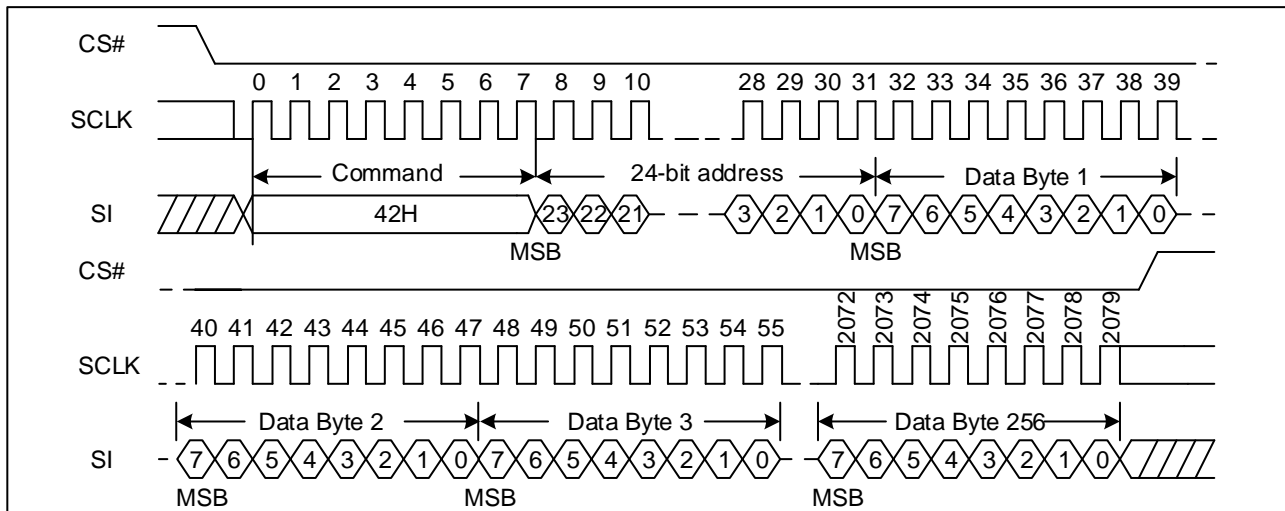 CS#
0 1 2 3 4 5 6 7 8 9 10 28 29 30 31 32 33 34 35 36 37 38 39
SCLK
Command 24-bit address Data Byte 1
SI 42H 23 22 21 3 2 1 0 7 6 5 4 3 2 1 0
MSB MSB
CS#
40 41 42 43 44 45 46 47 48 49 50 51 52 53 54 55 2072 2073 2074 2075 2076 2077 2078 2079
SCLK
Data Byte 2 Data Byte 3 Data Byte 256
SI 7 6 5 4 3 2 1 0 7 6 5 4 3 2 1 0 7 6 5 4 3 2 1 0
MSB MSB MSB